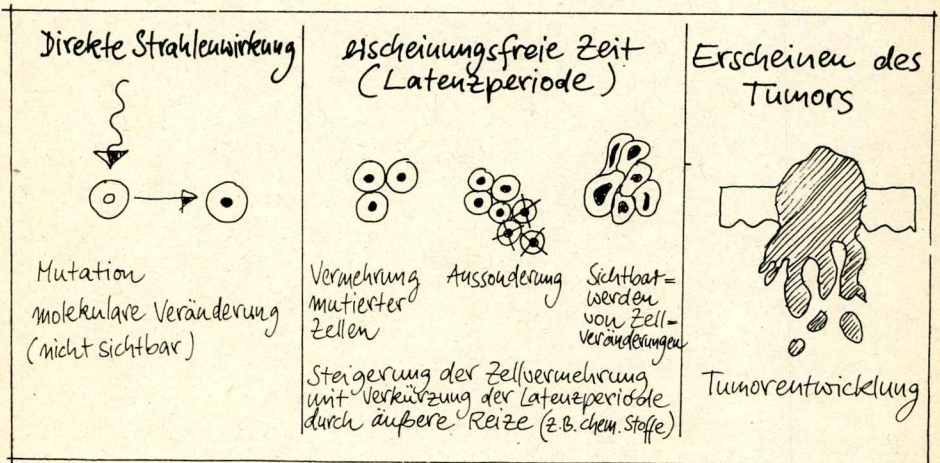 Direkte Strahlenwirkung
Mutation
molekulare Veränderung
(nicht sichtbar)
erscheinungsfreie Zeit
(Latenzperiode)
Vermehrung
mutierter
Zellen
Aussonderung
Sichtbar=
werden
von Zell=
veränderungen
Steigerung der Zellvermehrung
mit Verkürzung der Latenzperiode
durch äußere Reize (z.B. chem. Stoffe)
Erscheinen des
Tumors
Tumorentwicklung